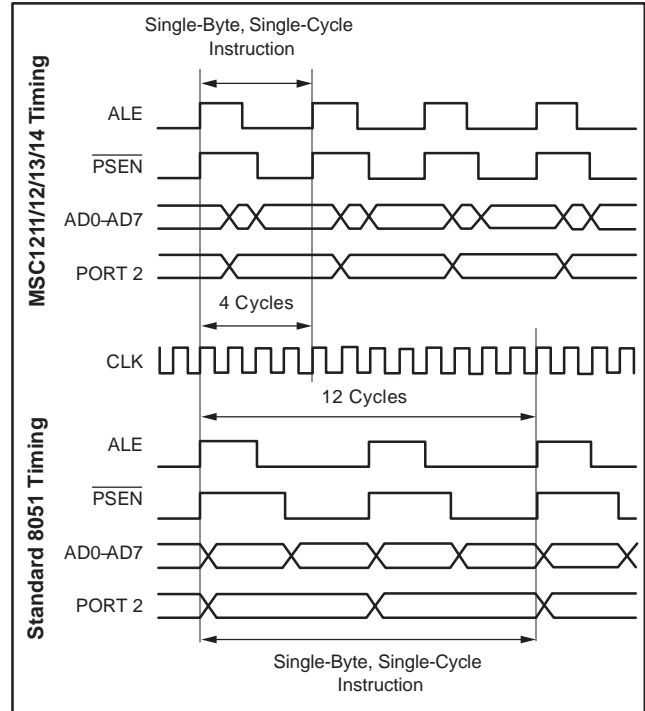 Single-Byte, Single-Cycle
Instruction
MSC1211/12/13/14 Timing
ALE
PSEN
AD0-AD7
PORT 2
4 Cycles
CLK
12 Cycles
Standard 8051 Timing
ALE
PSEN
AD0-AD7
PORT 2
Single-Byte, Single-Cycle
Instruction